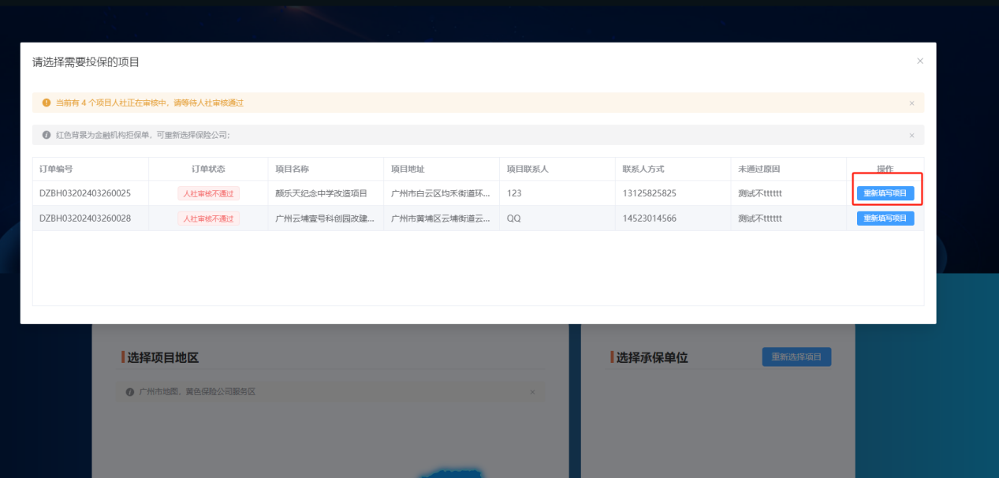 请选择需要投保的项目
当前有 4 个项目人社正在审核中，请等待人社审核通过
红色背景为金融机构拒保单，可重新选择保险公司；
订单编号 订单状态 项目名称 项目地址 项目联系人 联系人方式 未通过原因 操作
DZBH03202403260025 人社审核不通过 颜乐天纪念中学改造项目 广州市白云区均禾街道环... 123 13125825825 测试不tttttt 重新填写项目
DZBH03202403260028 人社审核不通过 广州云埔壹号科创园改建... 广州市黄埔区云埔街道云... QQ 14523014566 测试不tttttt 重新填写项目
选择项目地区 选择承保单位 重新选择项目
广州市地图，黄色保险公司服务区